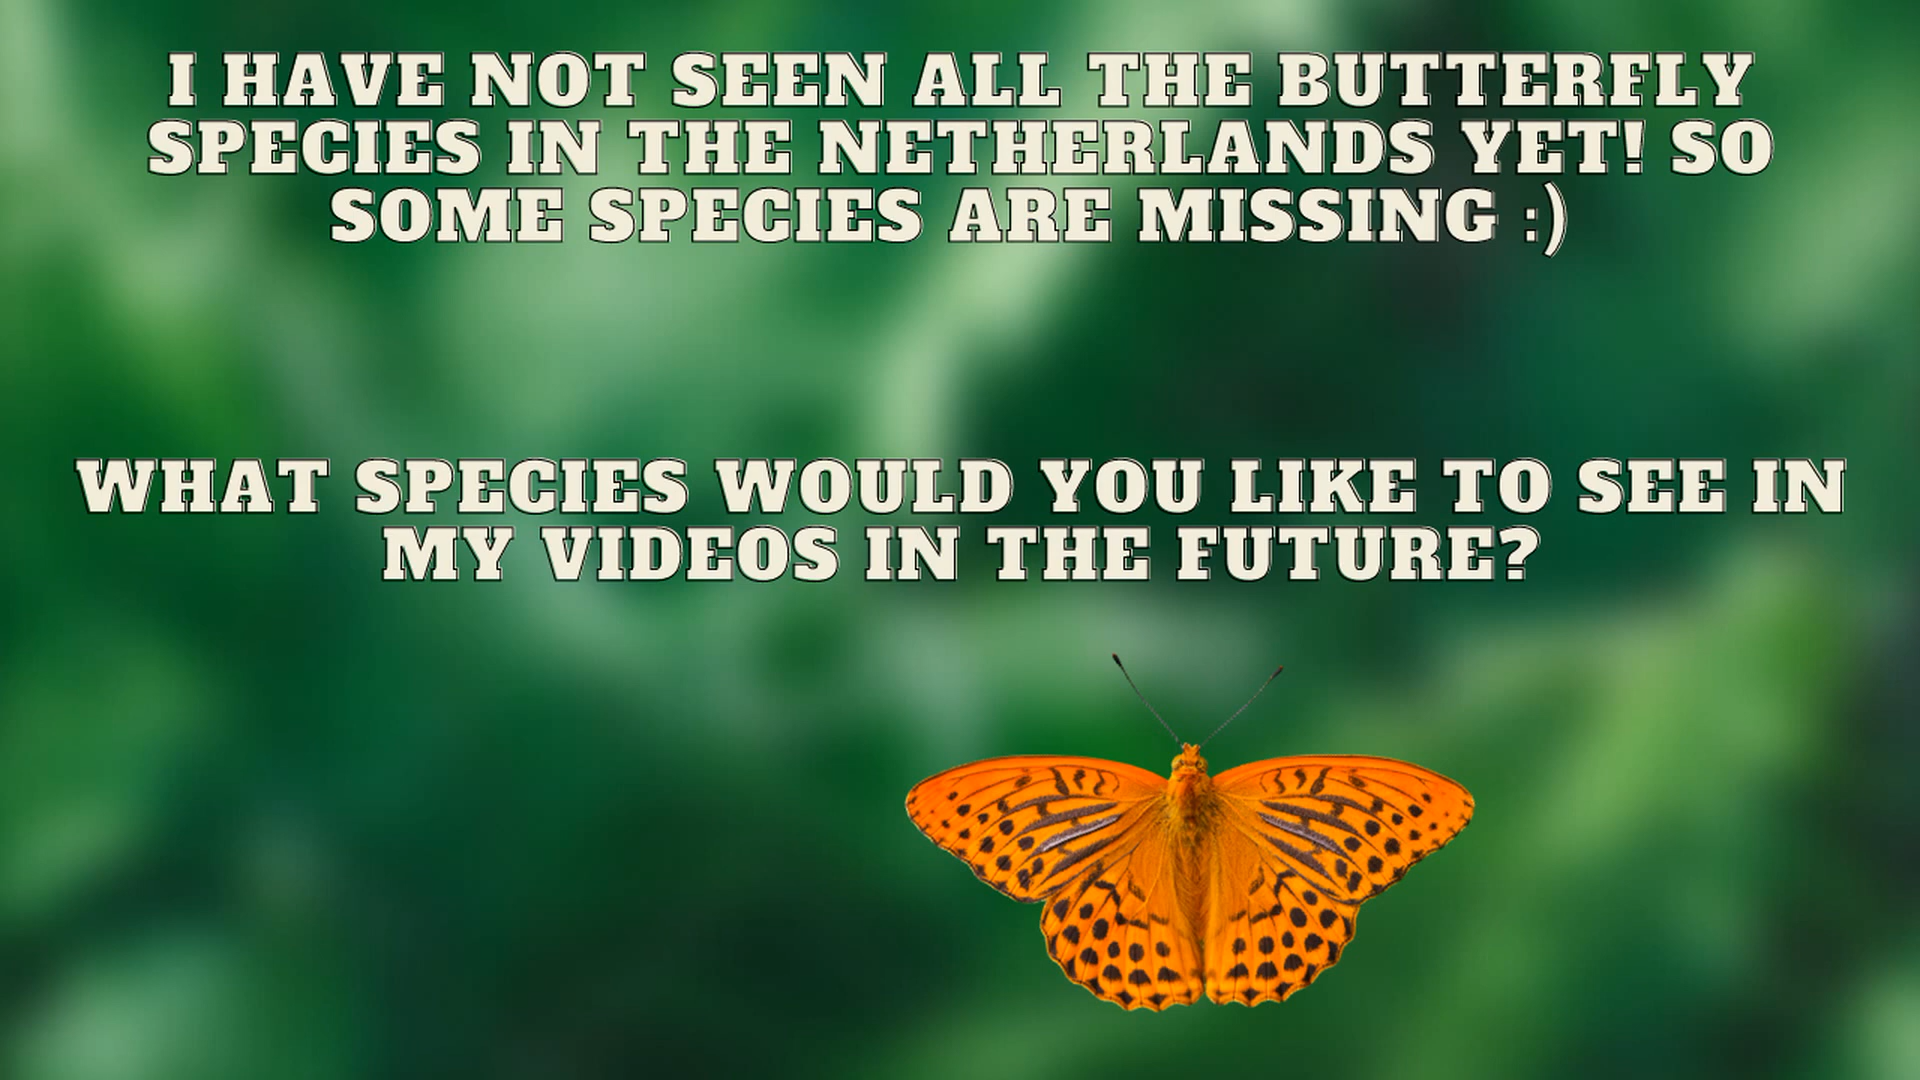 I HAVE NOT SEEN ALL THE BUTTERFLY
SPECIES IN THE NETHERLANDS YET! SO
SOME SPECIES ARE MISSING :)
WHAT SPECIES WOULD YOU LIKE TO SEE IN
MY VIDEOS IN THE FUTURE?